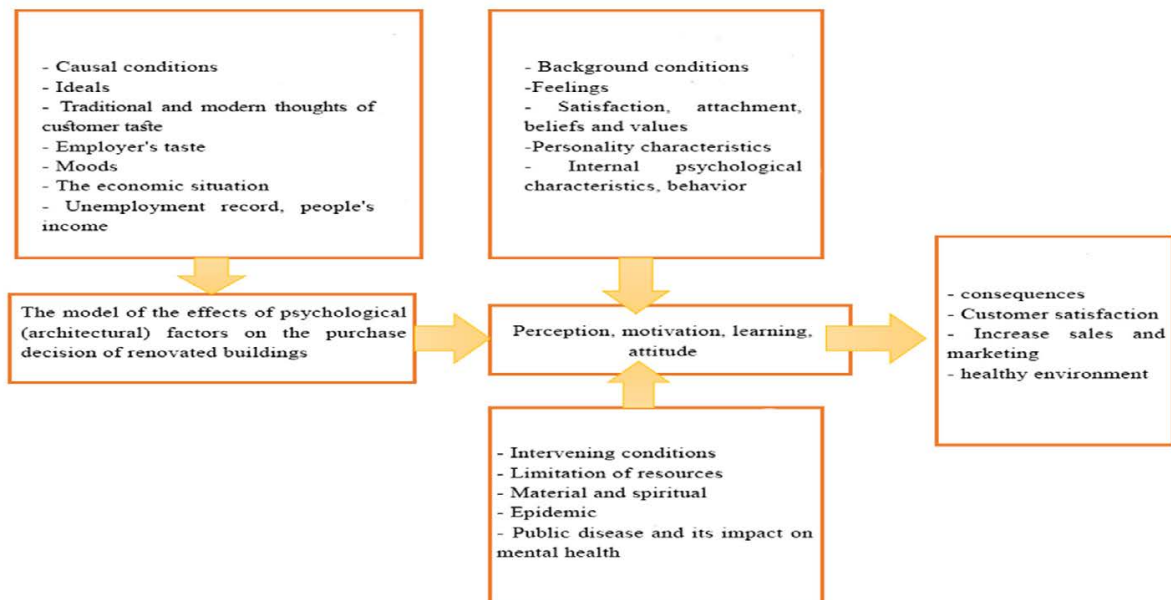 - Causal conditions
- Ideals
- Traditional and modern thoughts of
customer taste
- Employer's taste
- Moods
- The economic situation
- Unemployment record, people's
income
- Background conditions
-Feelings
- Satisfaction, attachment,
beliefs and values
-Personality characteristics
- Internal psychological
characteristics, behavior
The model of the effects of psychological
(architectural) factors on the purchase
decision of renovated buildings
Perception, motivation, learning,
attitude
- consequences
- Customer satisfaction
- Increase sales and
marketing
- healthy environment
- Intervening conditions
- Limitation of resources
- Material and spiritual
- Epidemic
- Public disease and its impact on
mental health